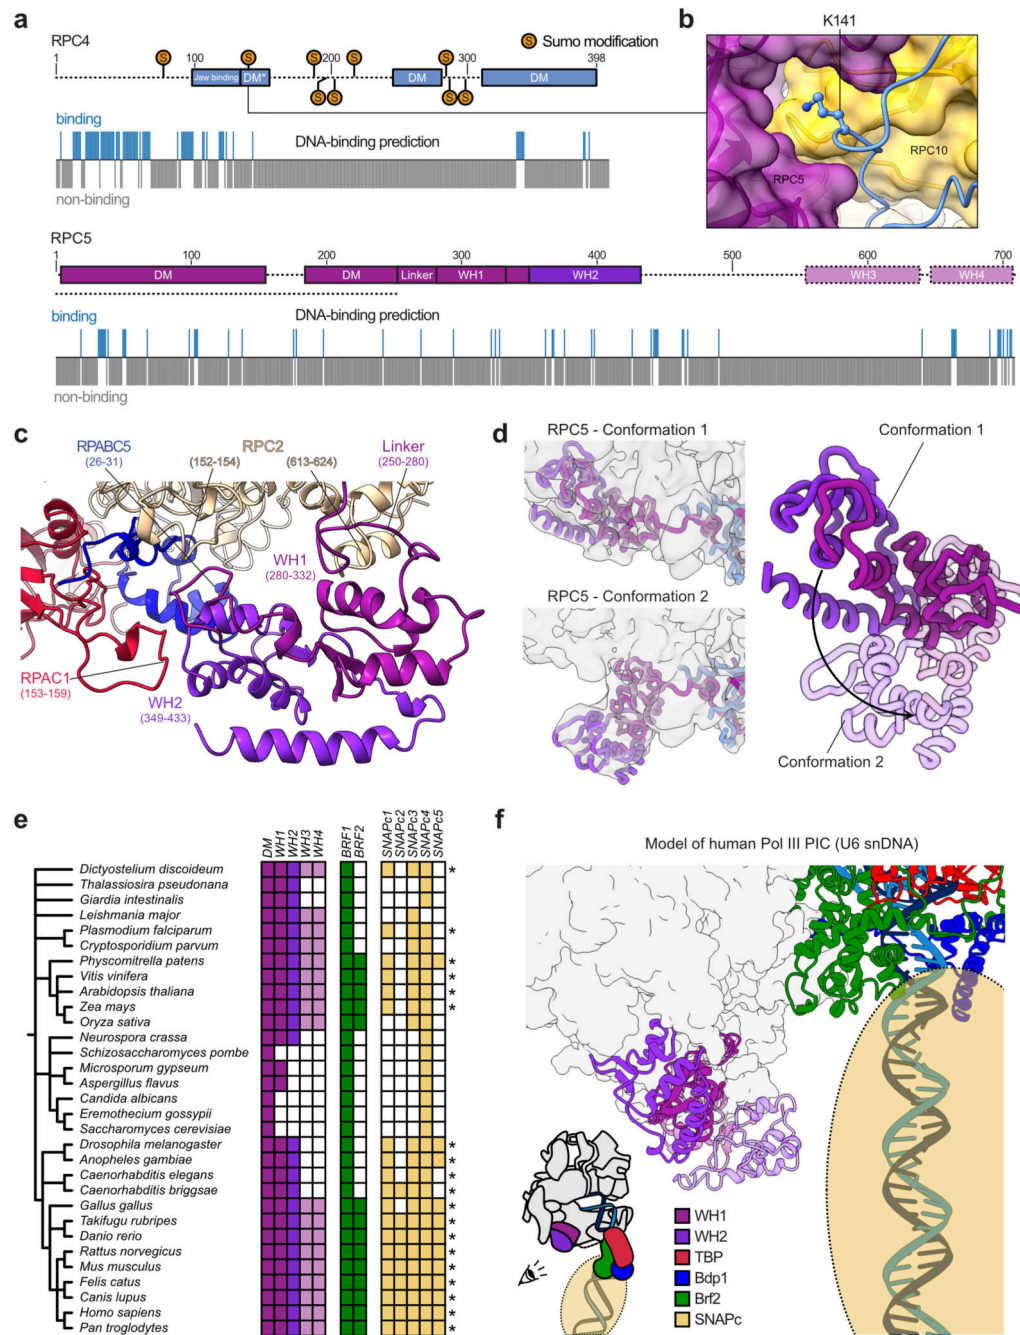 a
RPC4
1
100
200
300
398
S
S
S
S
S
S Sumo modification
Jaw binding
DM*
DM
DM
S
S
S
S
binding
DNA-binding prediction
non-binding
b
K141
RPC10
RPC5
RPC5
1
100
200
300
400
500
600
700
DM
DM
Linker
WH1
WH2
WH3
WH4
binding
DNA-binding prediction
non-binding
c
RPABC5
(26-31)
RPC2
(152-154)
(613-624)
Linker
(250-280)
WH1
(280-332)
RPAC1
(153-159)
WH2
(349-433)
d
RPC5 - Conformation 1
RPC5 - Conformation 2
Conformation 1
Conformation 2
e
DM
WH1
WH2
WH3
WH4
BRF1
BRF2
SNAPc1
SNAPc2
SNAPc3
SNAPc4
SNAPc5
Dictyostelium discoideum *
Thalassiosira pseudonana
Giardia intestinalis
Leishmania major
Plasmodium falciparum *
Cryptosporidium parvum
Physcomitrella patens *
Vitis vinifera *
Arabidopsis thaliana *
Zea mays *
Oryza sativa
Neurospora crassa
Schizosaccharomyces pombe
Microsporum gypseum
Aspergillus flavus
Candida albicans
Eremothecium gossypii
Saccharomyces cerevisiae
Drosophila melanogaster *
Anopheles gambiae *
Caenorhabditis elegans *
Caenorhabditis briggsae *
Gallus gallus *
Takifugu rubripes *
Danio rerio *
Rattus norvegicus *
Mus musculus *
Felis catus *
Canis lupus *
Homo sapiens *
Pan troglodytes *
f
Model of human Pol III PIC (U6 snDNA)
WH1
WH2
TBP
Bdp1
Brf2
SNAPc